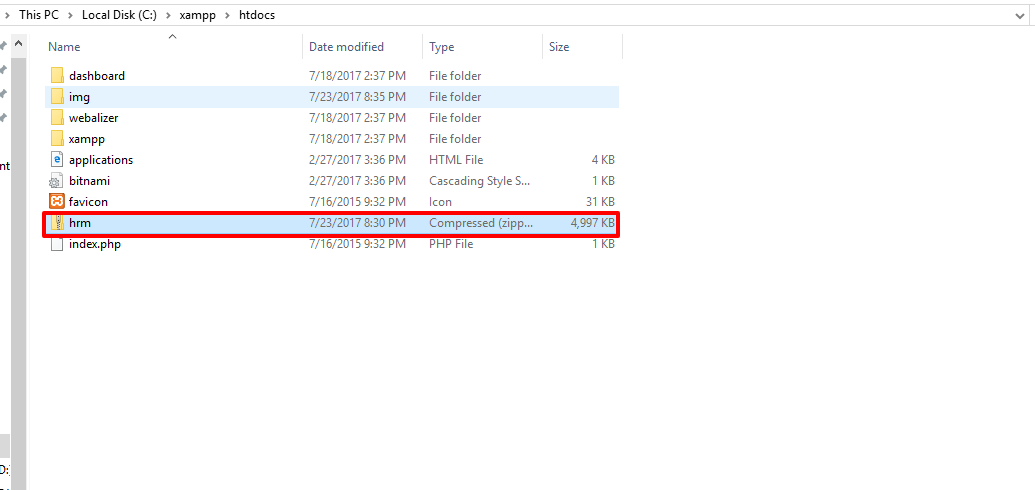 This PC > Local Disk (C:) > xampp > htdocs
Name Date modified Type Size
dashboard 7/18/2017 2:37 PM File folder
img 7/23/2017 8:35 PM File folder
webalizer 7/18/2017 2:37 PM File folder
xampp 7/18/2017 2:37 PM File folder
nt
applications 2/27/2017 3:36 PM HTML File 4 KB
bitnami 2/27/2017 3:36 PM Cascading Style S... 1 KB
favicon 7/16/2015 9:32 PM Icon 31 KB
hrm 7/23/2017 8:30 PM Compressed (zipp... 4,997 KB
index.php 7/16/2015 9:32 PM PHP File 1 KB
D:)